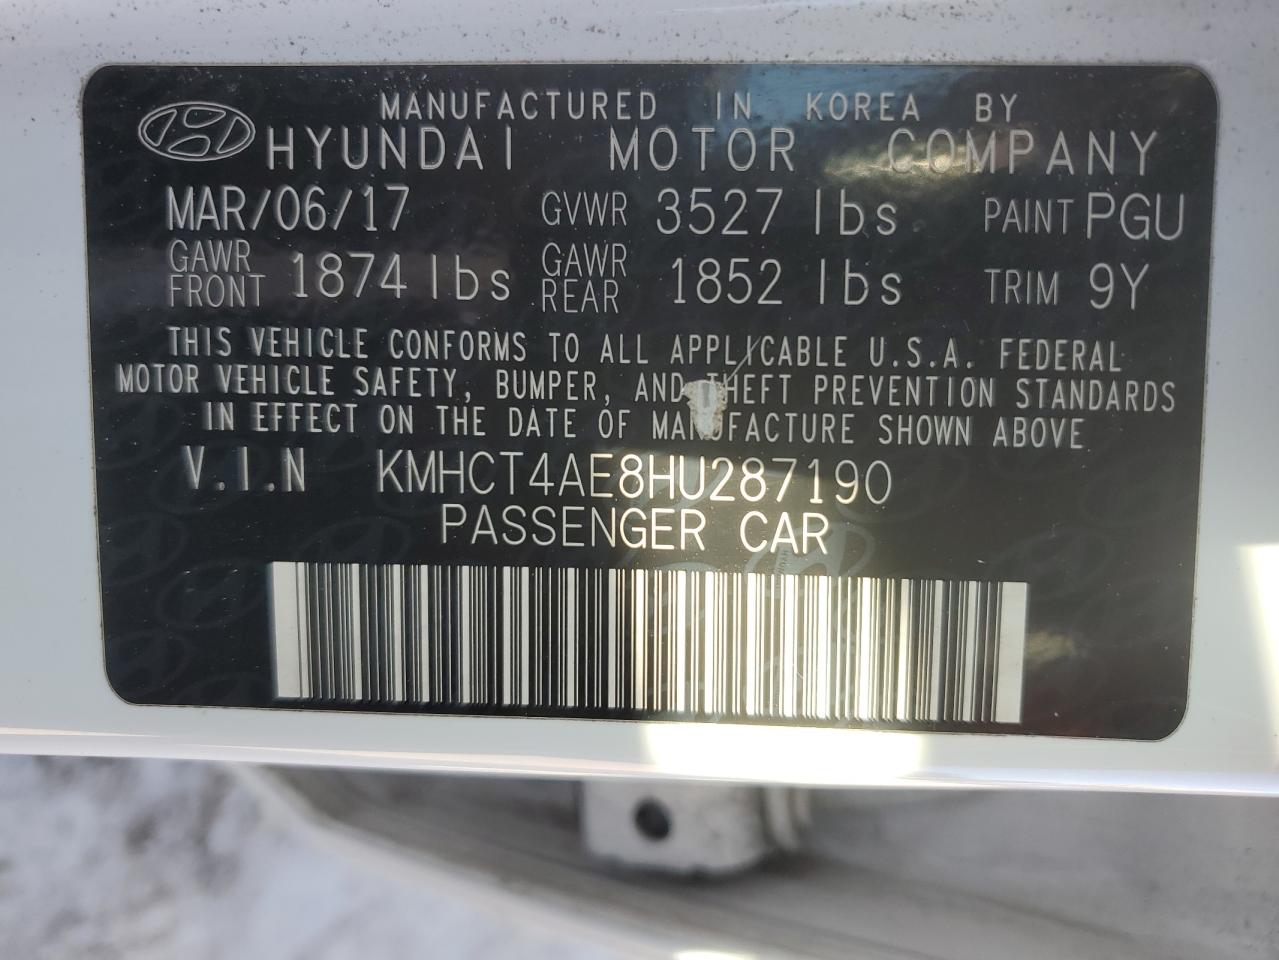 MANUFACTURED IN KOREA BY
HYUNDAI MOTOR COMPANY
MAR/06/17 GVWR 3527 lbs PAINT PGU
GAWR FRONT 1874 lbs GAWR REAR 1852 lbs TRIM 9Y
THIS VEHICLE CONFORMS TO ALL APPLICABLE U.S.A. FEDERAL
MOTOR VEHICLE SAFETY, BUMPER, AND THEFT PREVENTION STANDARDS
IN EFFECT ON THE DATE OF MANUFACTURE SHOWN ABOVE
V.I.N KMHCT4AE8HU287190
PASSENGER CAR